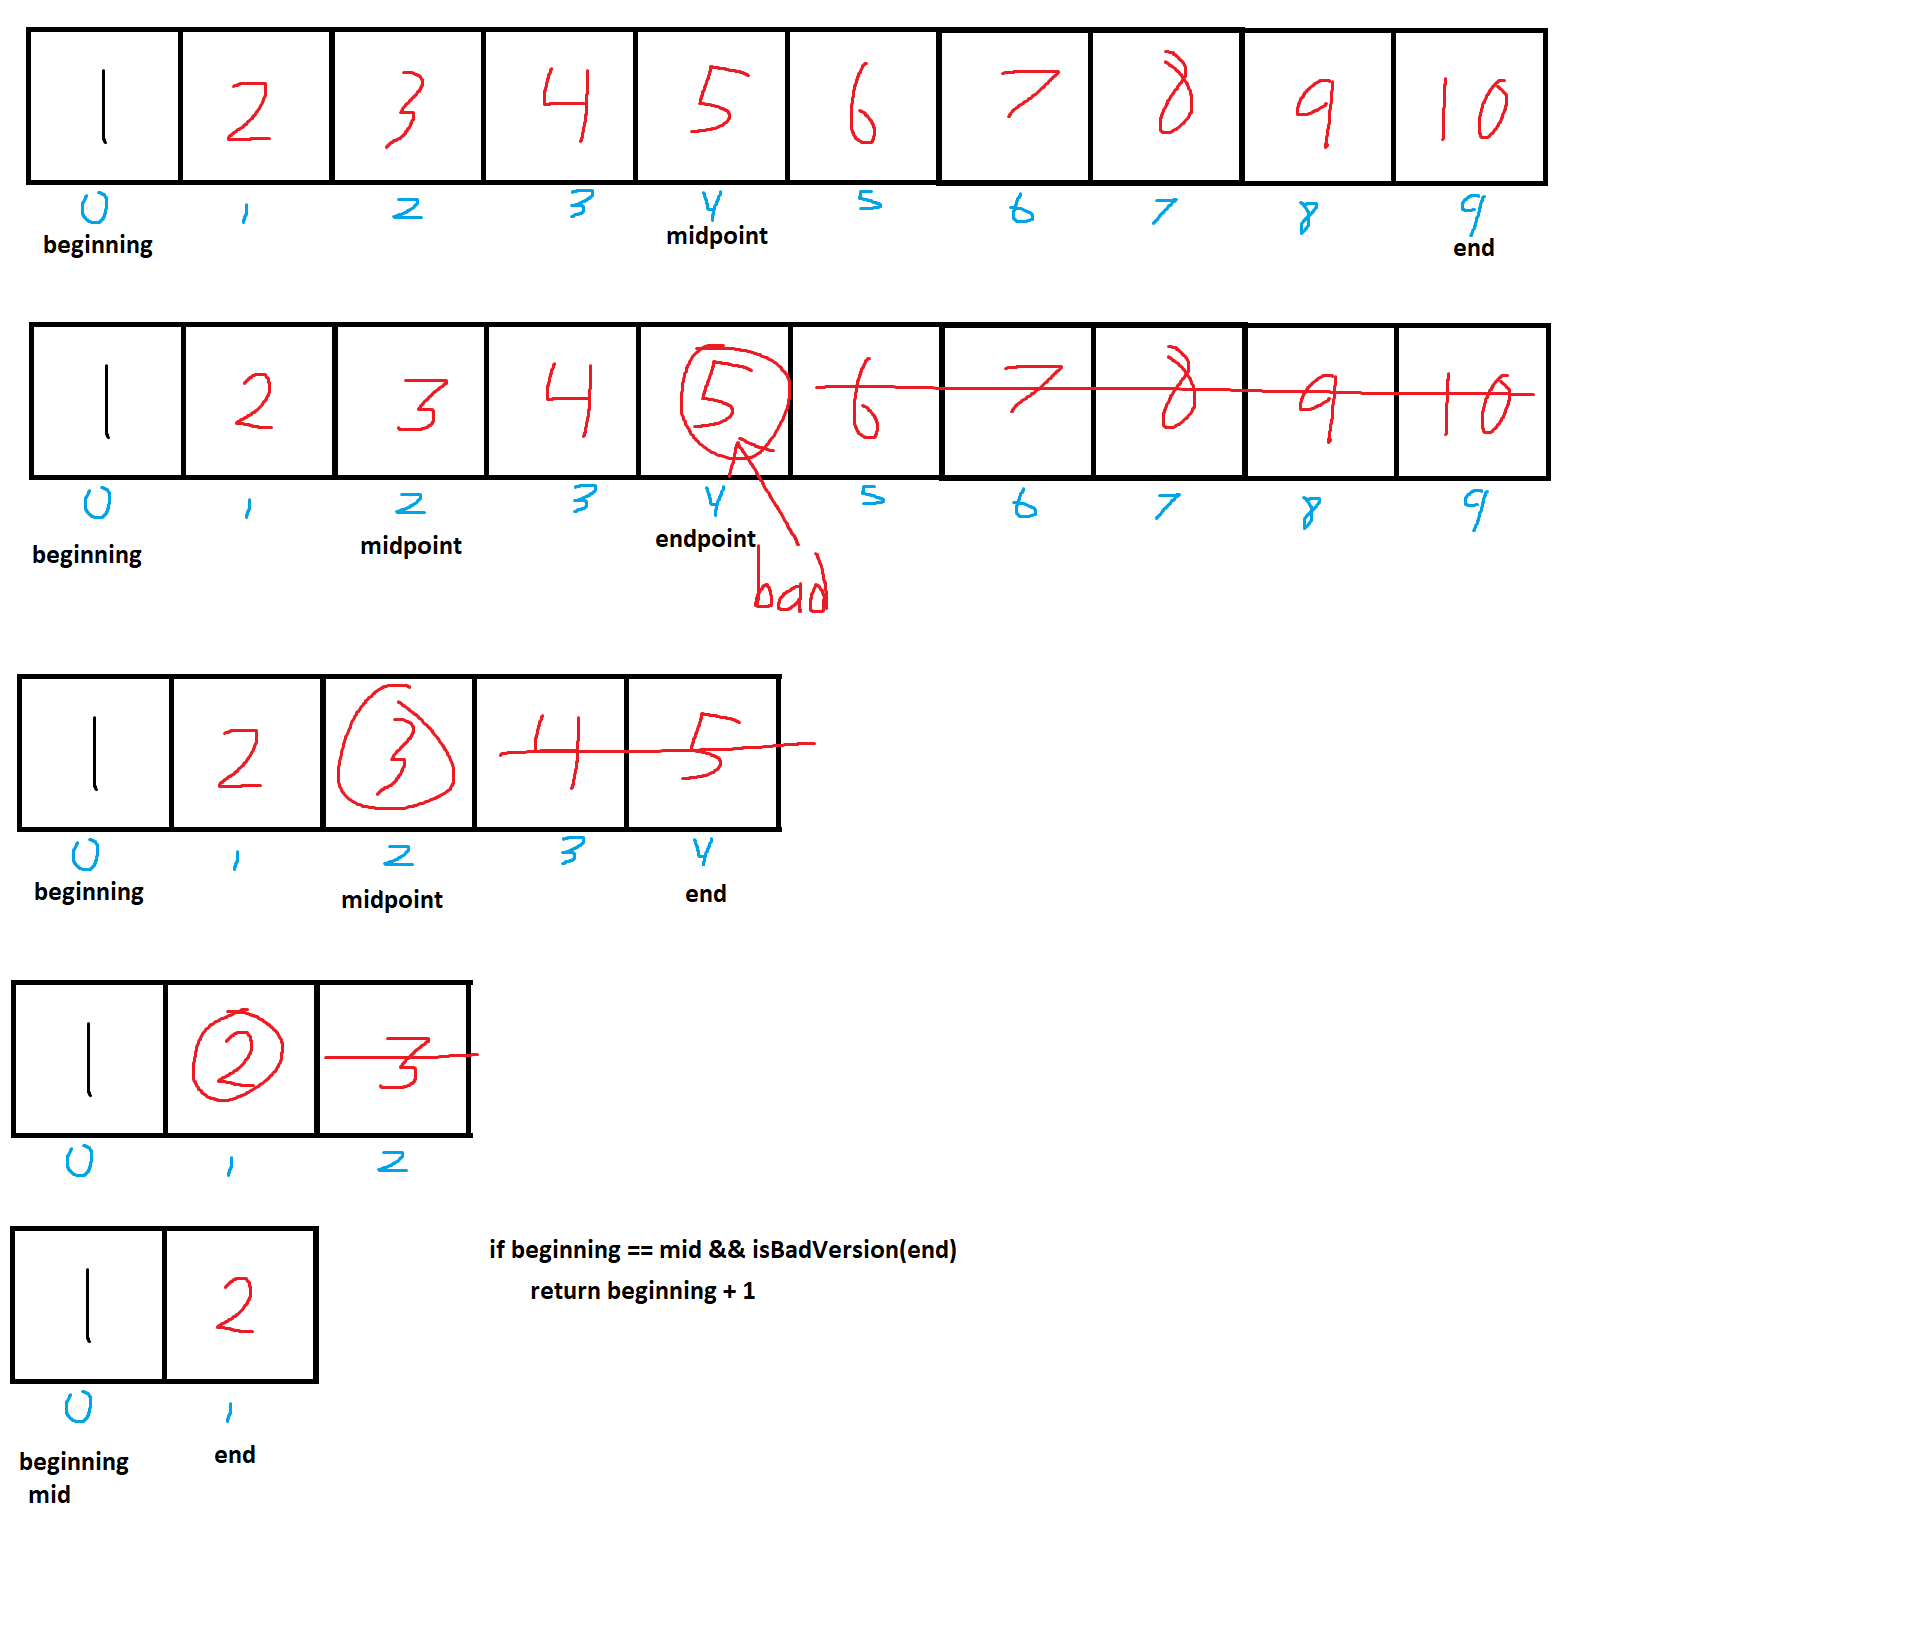 1 2 3 4 5 6 7 8 9 10
0 1 2 3 4 5 6 7 8 9
beginning midpoint end
1 2 3 4 5 6 7 8 9 10
0 1 2 3 4 5 6 7 8 9
beginning midpoint endpoint
bad
1 2 3 4 5
0 1 2 3 4
beginning midpoint end
1 2 3
0 1 2
1 2
if beginning == mid && isBadVersion(end)
return beginning + 1
0 1
beginning end
mid